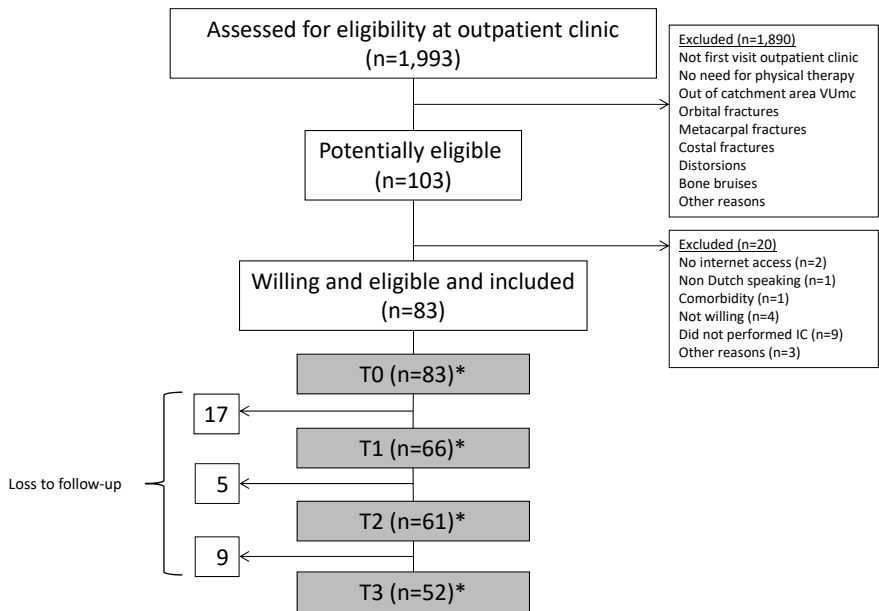 Assessed for eligibility at outpatient clinic
(n=1,993)
Excluded (n=1,890)
Not first visit outpatient clinic
No need for physical therapy
Out of catchment area VUmc
Orbital fractures
Metacarpal fractures
Costal fractures
Distorsions
Bone bruises
Other reasons
Potentially eligible
(n=103)
Excluded (n=20)
No internet access (n=2)
Non Dutch speaking (n=1)
Comorbidity (n=1)
Not willing (n=4)
Did not performed IC (n=9)
Other reasons (n=3)
Willing and eligible and included
(n=83)
T0 (n=83)*
17
T1 (n=66)*
Loss to follow-up
5
T2 (n=61)*
9
T3 (n=52)*